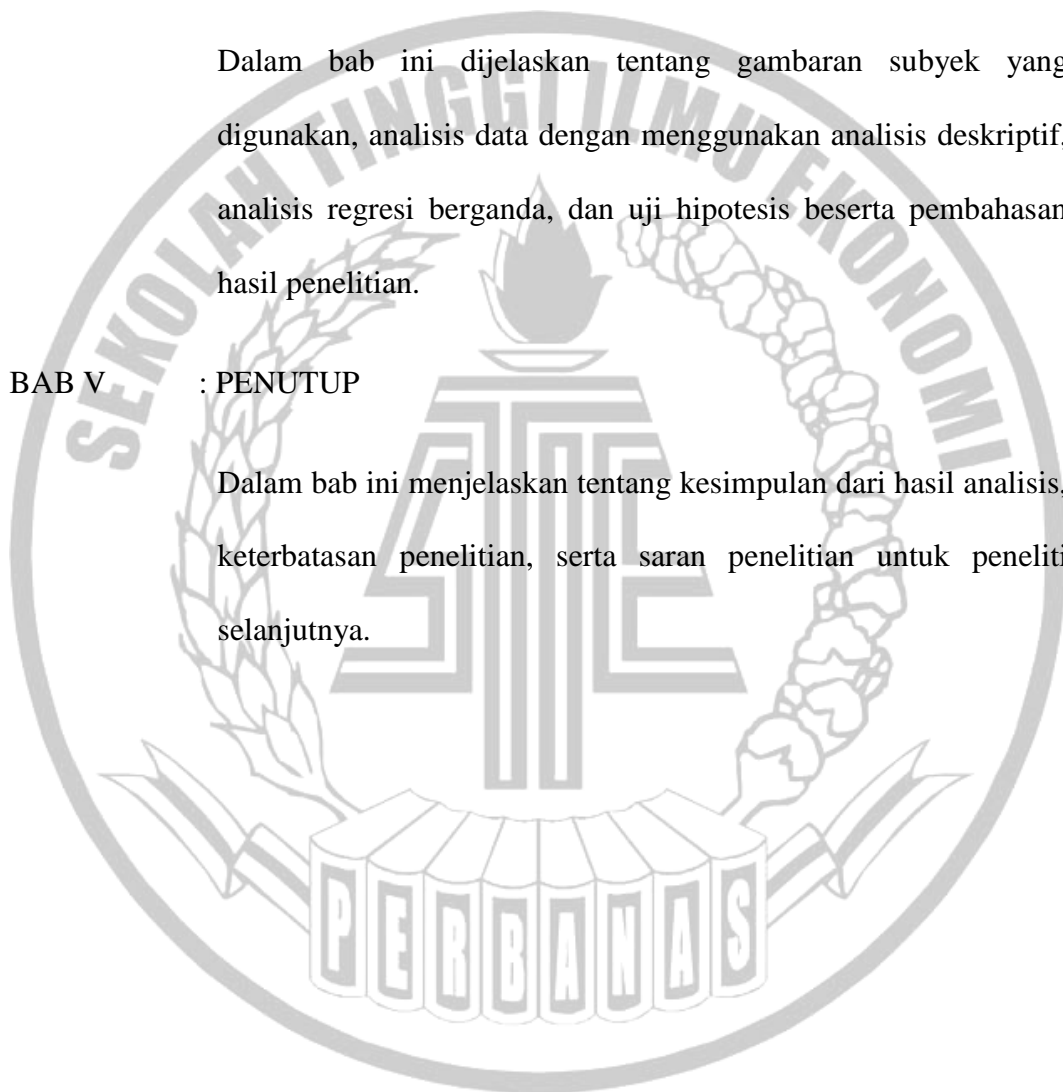 Dalam bab ini dijelaskan tentang gambaran subyek yang
digunakan, analisis data dengan menggunakan analisis deskriptif,
analisis regresi berganda, dan uji hipotesis beserta pembahasan
hasil penelitian.
BAB V : PENUTUP
Dalam bab ini menjelaskan tentang kesimpulan dari hasil analisis,
keterbatasan penelitian, serta saran penelitian untuk peneliti
selanjutnya.
SEKOLAH TINGGI ILMU EKONOMI
STIE
PERBANAS